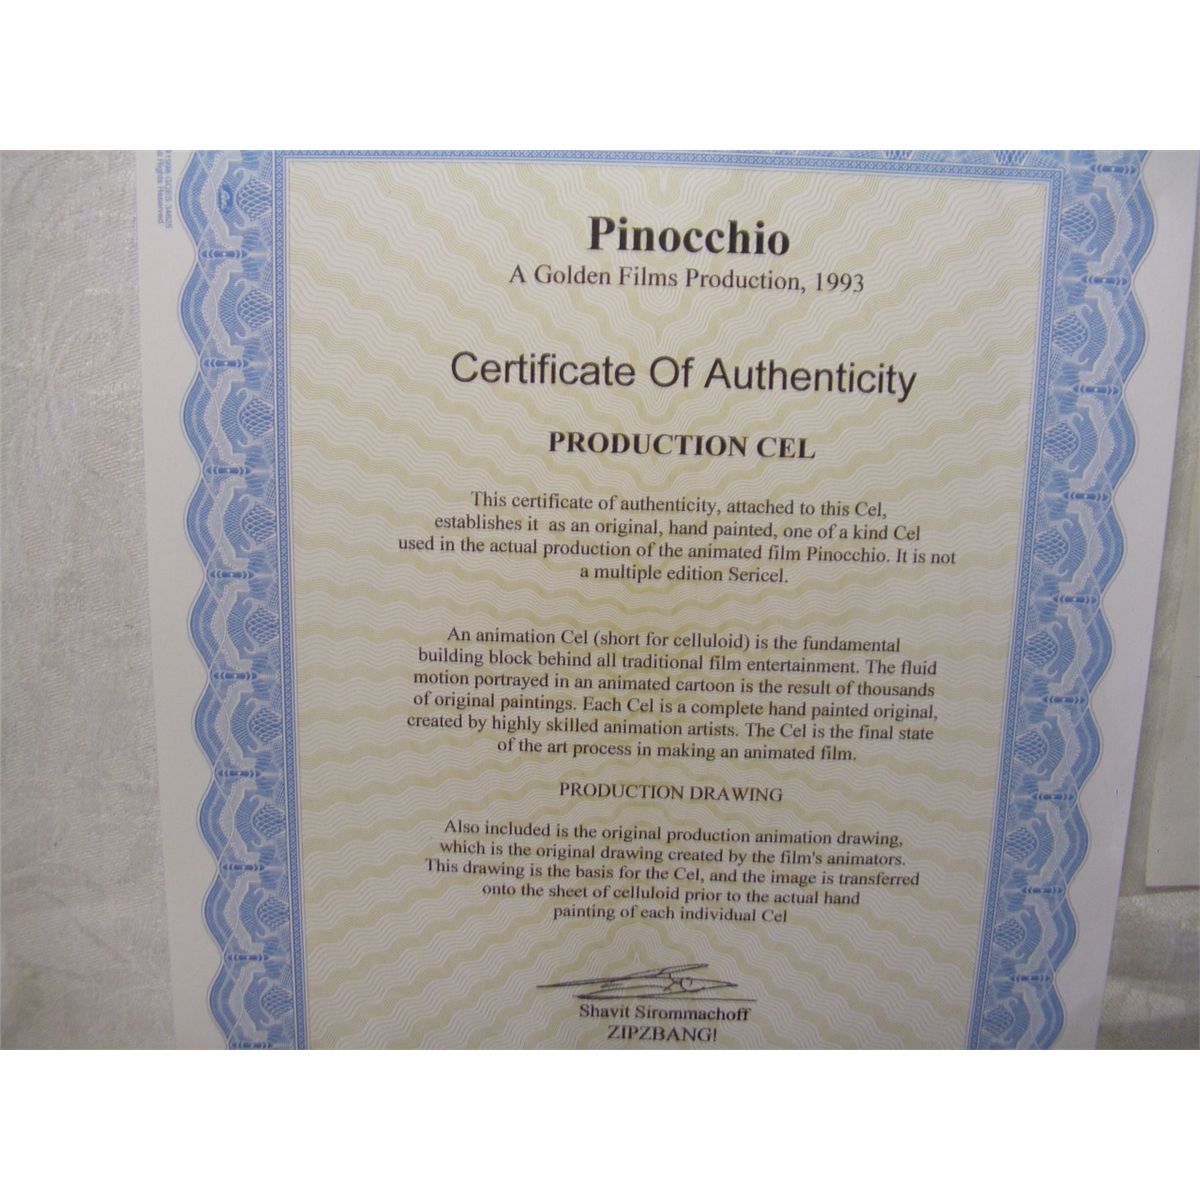 Pinocchio
A Golden Films Production, 1993
Certificate Of Authenticity
PRODUCTION CEL
This certificate of authenticity, attached to this Cel,
establishes it as an original, hand painted, one of a kind Cel
used in the actual production of the animated film Pinocchio. It is not
a multiple edition Sericel.
An animation Cel (short for celluloid) is the fundamental
building block behind all traditional film entertainment. The fluid
motion portrayed in an animated cartoon is the result of thousands
of original paintings. Each Cel is a complete hand painted original,
created by highly skilled animation artists. The Cel is the final state
of the art process in making an animated film.
PRODUCTION DRAWING
Also included is the original production animation drawing,
which is the original drawing created by the film's animators.
This drawing is the basis for the Cel, and the image is transferred
onto the sheet of celluloid prior to the actual hand
painting of each individual Cel
Shavit Sirommachoff
ZIPZBANG!
Rights Reserved